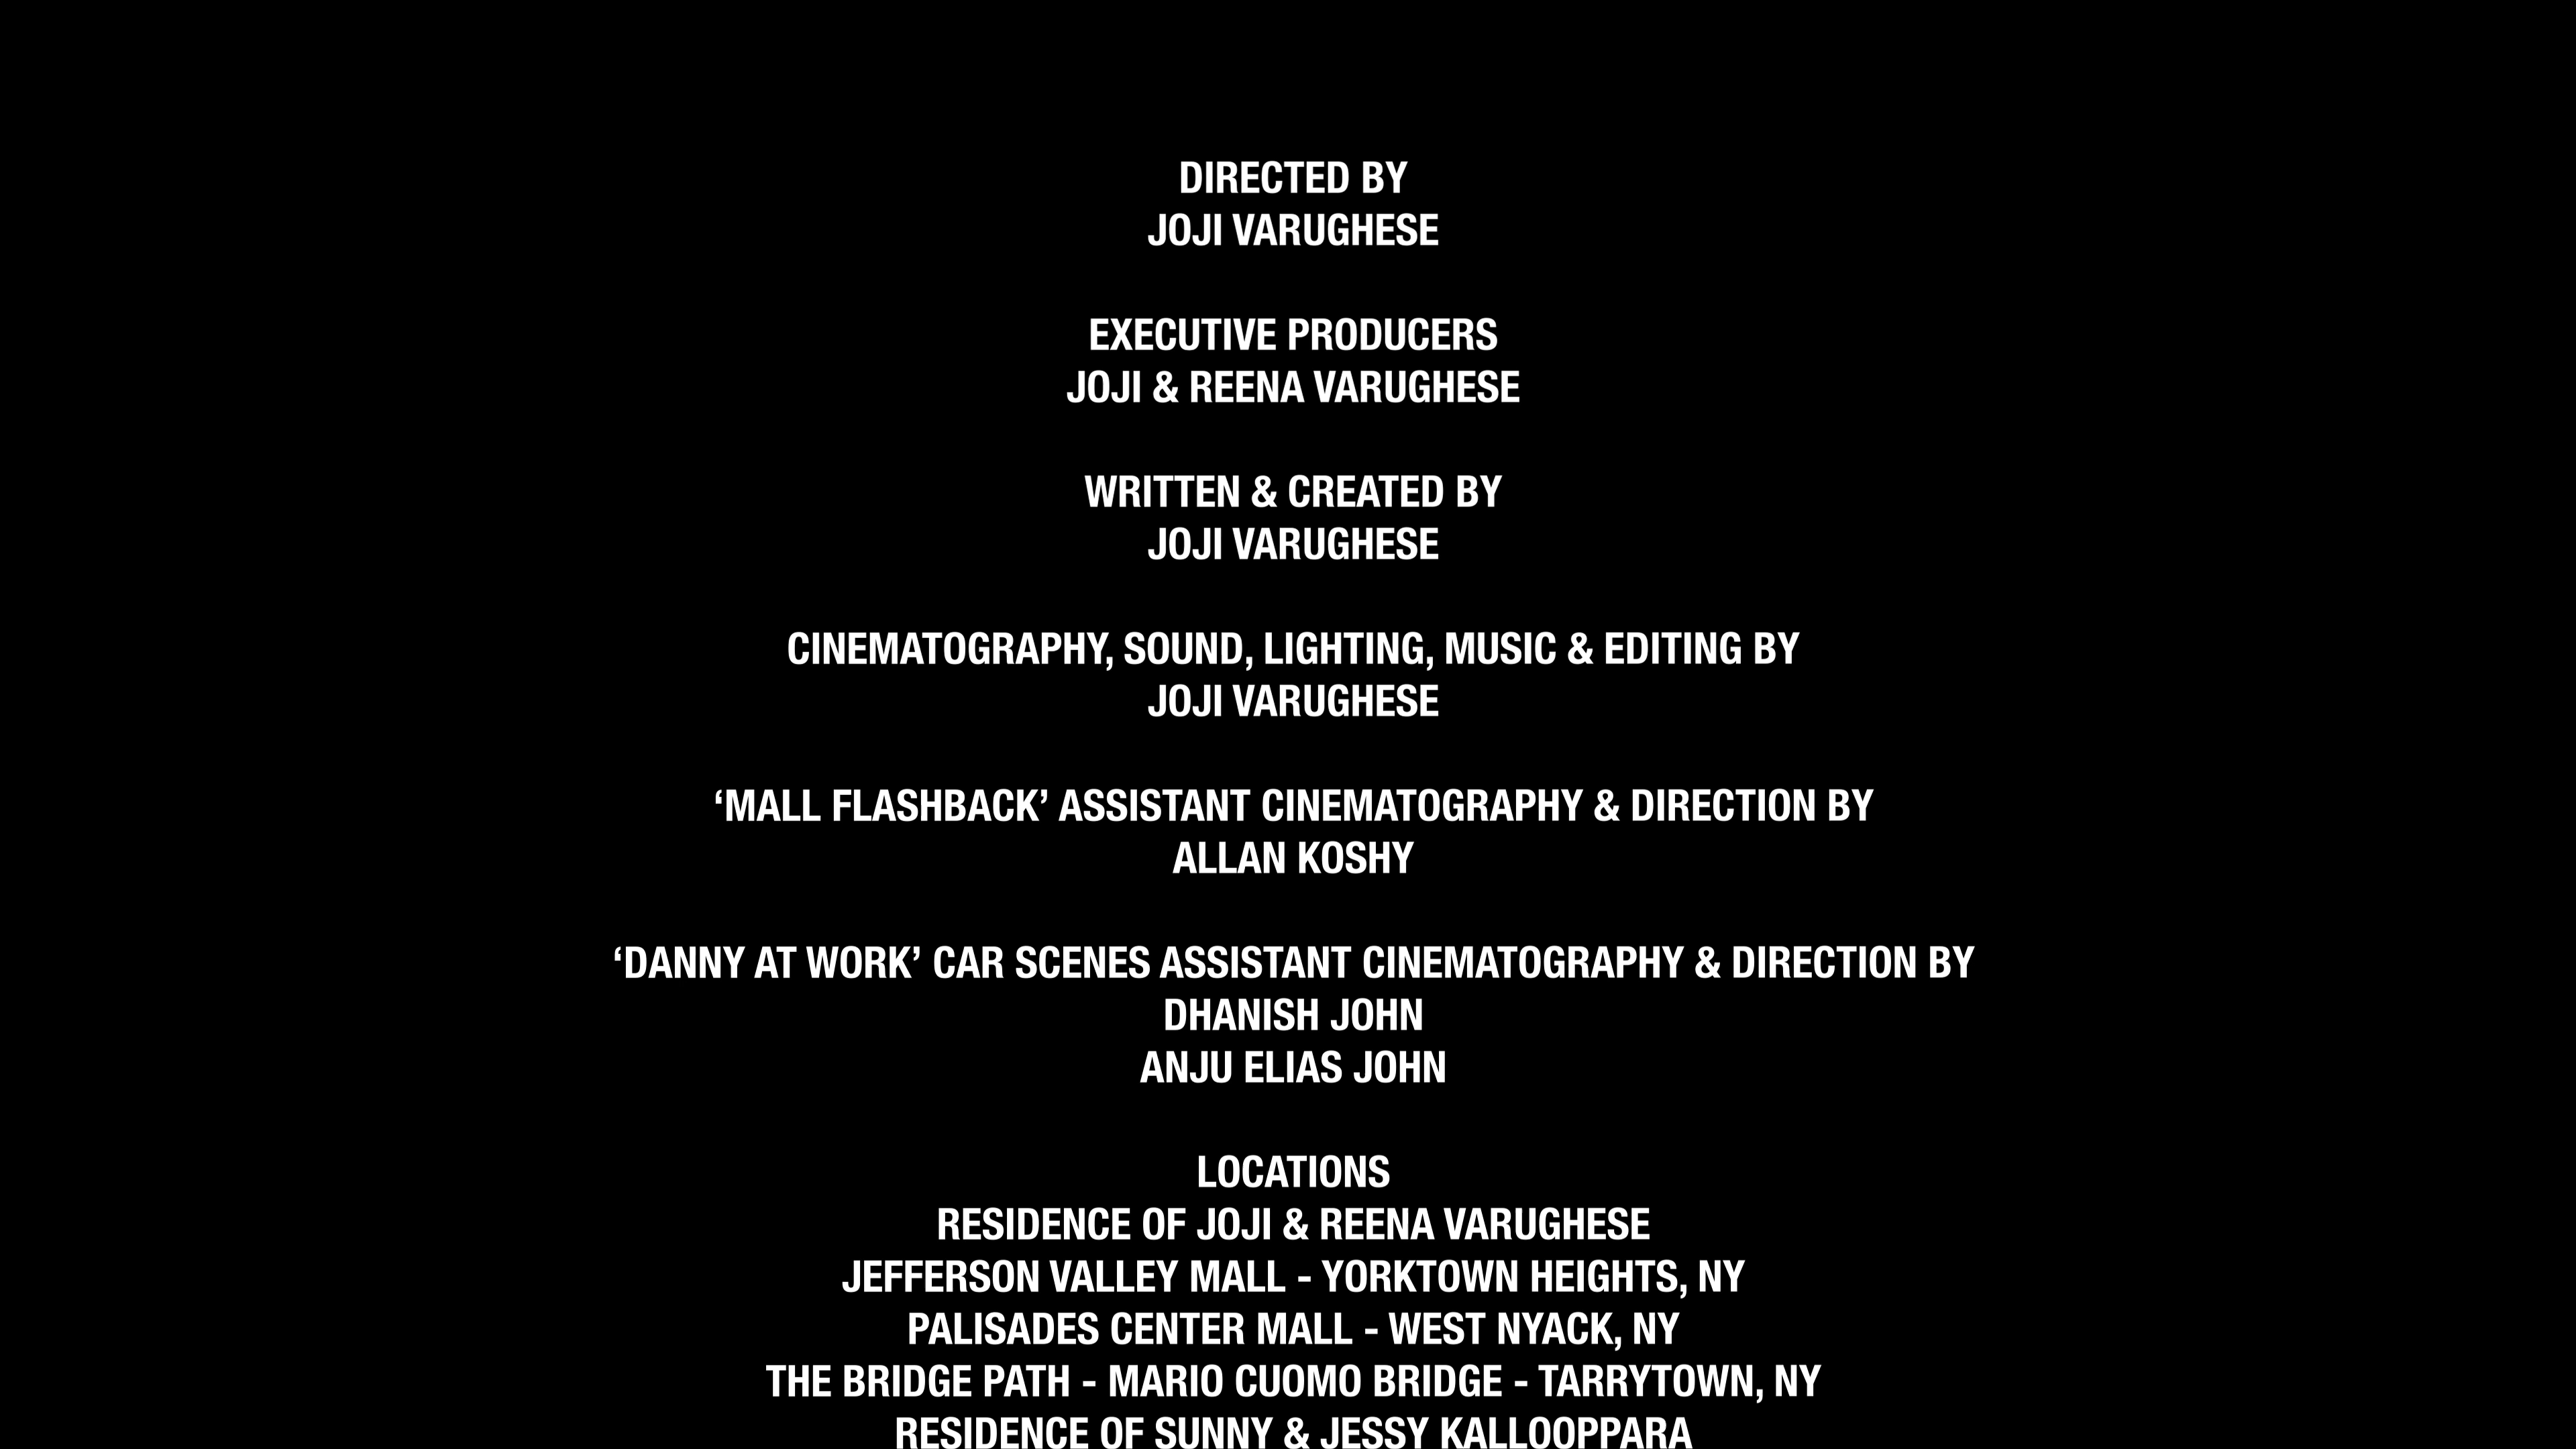 DIRECTED BY
JOJI VARUGHESE
EXECUTIVE PRODUCERS
JOJI & REENA VARUGHESE
WRITTEN & CREATED BY
JOJI VARUGHESE
CINEMATOGRAPHY, SOUND, LIGHTING, MUSIC & EDITING BY
JOJI VARUGHESE
‘MALL FLASHBACK’ ASSISTANT CINEMATOGRAPHY & DIRECTION BY
ALLAN KOSHY
‘DANNY AT WORK’ CAR SCENES ASSISTANT CINEMATOGRAPHY & DIRECTION BY
DHANISH JOHN
ANJU ELIAS JOHN
LOCATIONS
RESIDENCE OF JOJI & REENA VARUGHESE
JEFFERSON VALLEY MALL - YORKTOWN HEIGHTS, NY
PALISADES CENTER MALL - WEST NYACK, NY
THE BRIDGE PATH - MARIO CUOMO BRIDGE - TARRYTOWN, NY
RESIDENCE OF SUNNY & JESSY KALLOOPPARA